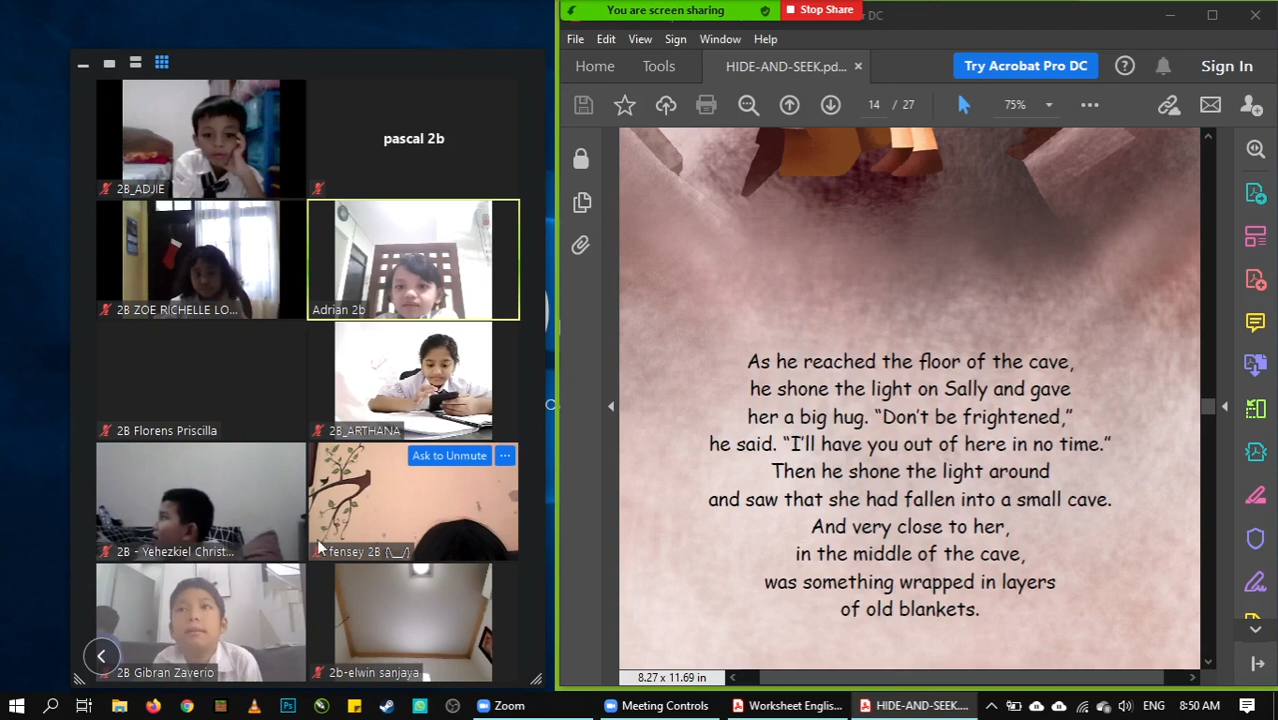 You are screen sharing
Stop Share
DC
File Edit View Sign Window Help
Home Tools HIDE-AND-SEEK.pd... × Try Acrobat Pro DC Sign In
14 / 27 75%
pascal 2b
2B_ADJIE
2B ZOE RICHELLE LO...
Adrian 2b
2B Florens Priscilla
2B_ARTHANA
Ask to Unmute ...
2B - Yehezkiel Christ...
fensey 2B {\__/}
2B Gibran Zaverio
2b-elwin sanjaya
As he reached the floor of the cave,
he shone the light on Sally and gave
her a big hug. “Don’t be frightened,”
he said. “I’ll have you out of here in no time.”
Then he shone the light around
and saw that she had fallen into a small cave.
And very close to her,
in the middle of the cave,
was something wrapped in layers
of old blankets.
8.27 x 11.69 in
Zoom Meeting Controls Worksheet Englis... HIDE-AND-SEEK.... ENG 8:50 AM